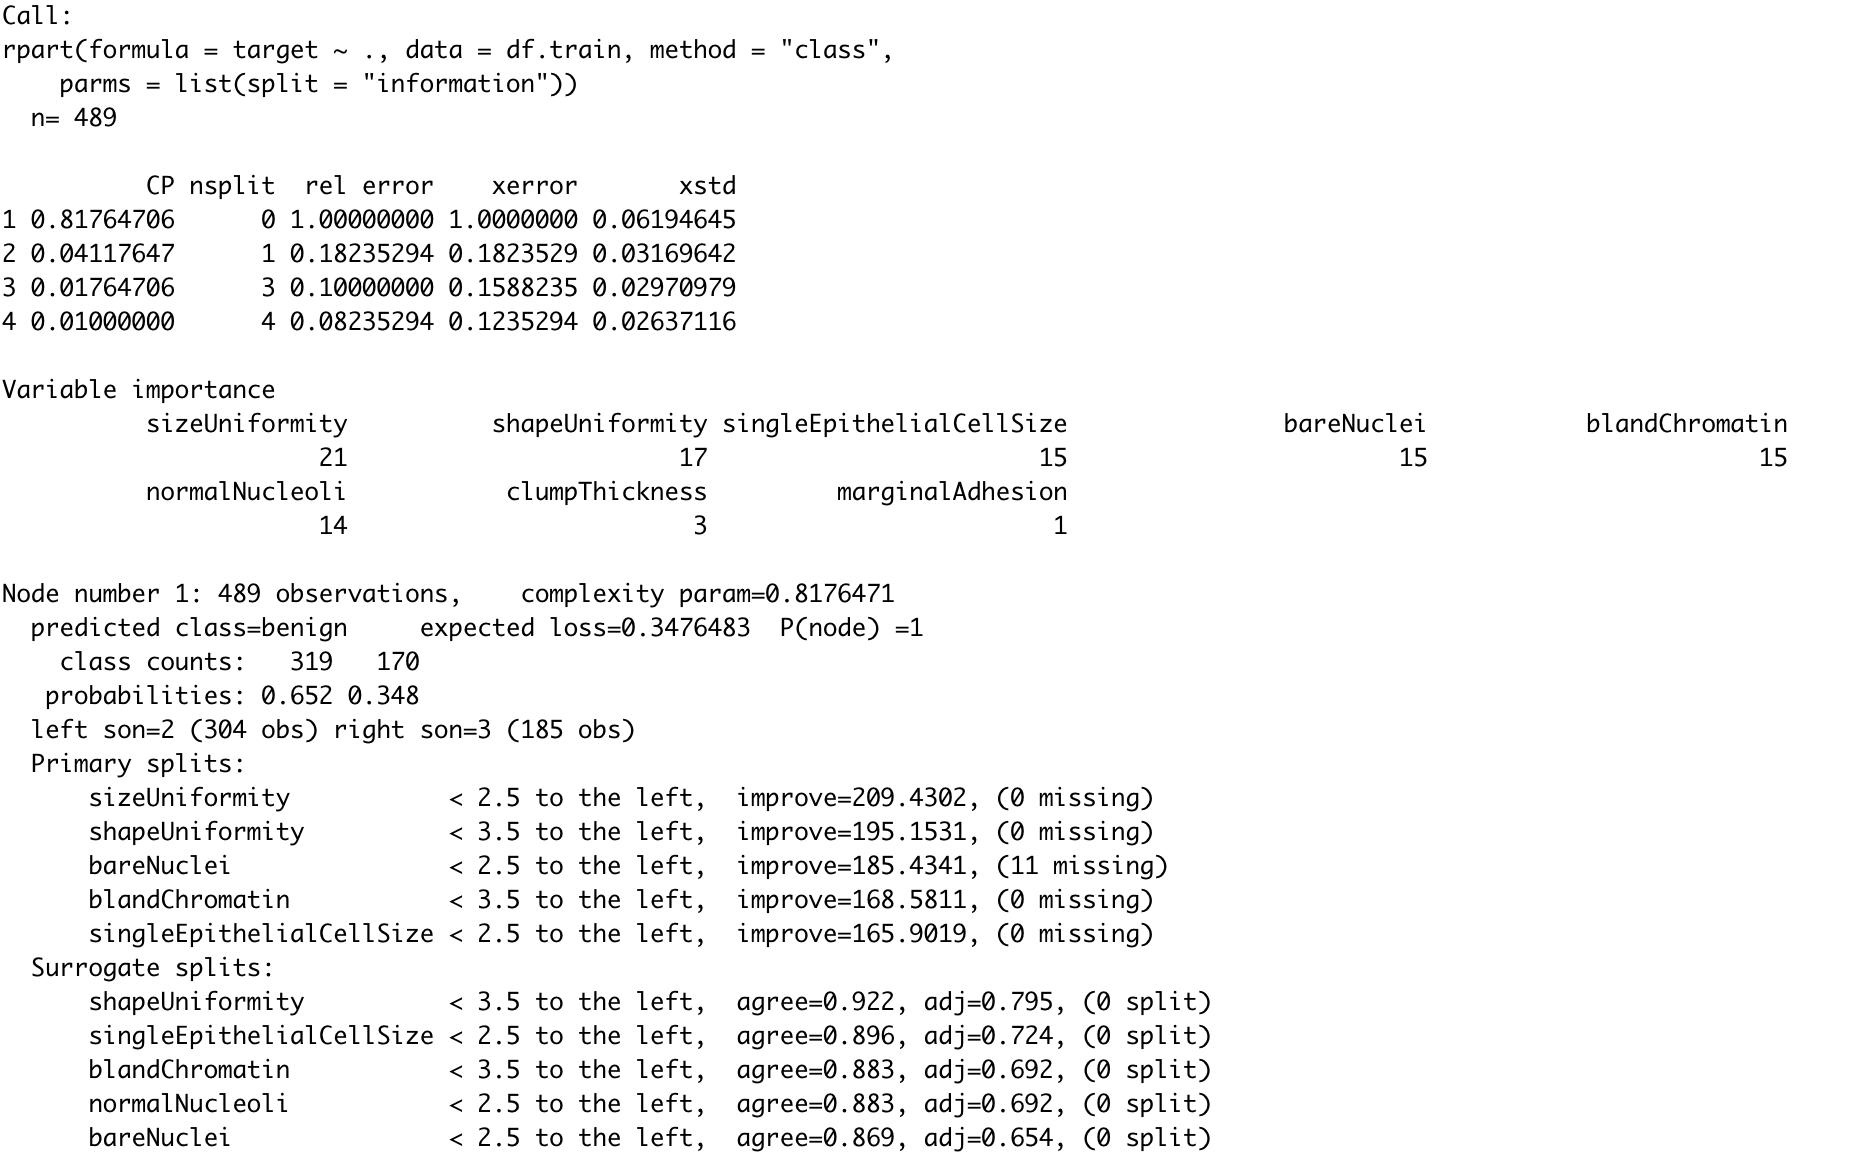 Call:
rpart(formula = target ~ ., data = df.train, method = "class",
    parms = list(split = "information"))
  n= 489

          CP nsplit  rel error    xerror       xstd
1 0.81764706      0 1.00000000 1.0000000 0.06194645
2 0.04117647      1 0.18235294 0.1823529 0.03169642
3 0.01764706      3 0.10000000 0.1588235 0.02970979
4 0.01000000      4 0.08235294 0.1235294 0.02637116

Variable importance
          sizeUniformity          shapeUniformity singleEpithelialCellSize               bareNuclei           blandChromatin
                      21                       17                       15                       15                       15
          normalNucleoli           clumpThickness         marginalAdhesion
                      14                        3                        1

Node number 1: 489 observations,    complexity param=0.8176471
  predicted class=benign     expected loss=0.3476483  P(node) =1
    class counts:   319   170
   probabilities: 0.652 0.348
  left son=2 (304 obs) right son=3 (185 obs)
  Primary splits:
      sizeUniformity           < 2.5 to the left,  improve=209.4302, (0 missing)
      shapeUniformity          < 3.5 to the left,  improve=195.1531, (0 missing)
      bareNuclei               < 2.5 to the left,  improve=185.4341, (11 missing)
      blandChromatin           < 3.5 to the left,  improve=168.5811, (0 missing)
      singleEpithelialCellSize < 2.5 to the left,  improve=165.9019, (0 missing)
  Surrogate splits:
      shapeUniformity          < 3.5 to the left,  agree=0.922, adj=0.795, (0 split)
      singleEpithelialCellSize < 2.5 to the left,  agree=0.896, adj=0.724, (0 split)
      blandChromatin           < 3.5 to the left,  agree=0.883, adj=0.692, (0 split)
      normalNucleoli           < 2.5 to the left,  agree=0.883, adj=0.692, (0 split)
      bareNuclei               < 2.5 to the left,  agree=0.869, adj=0.654, (0 split)